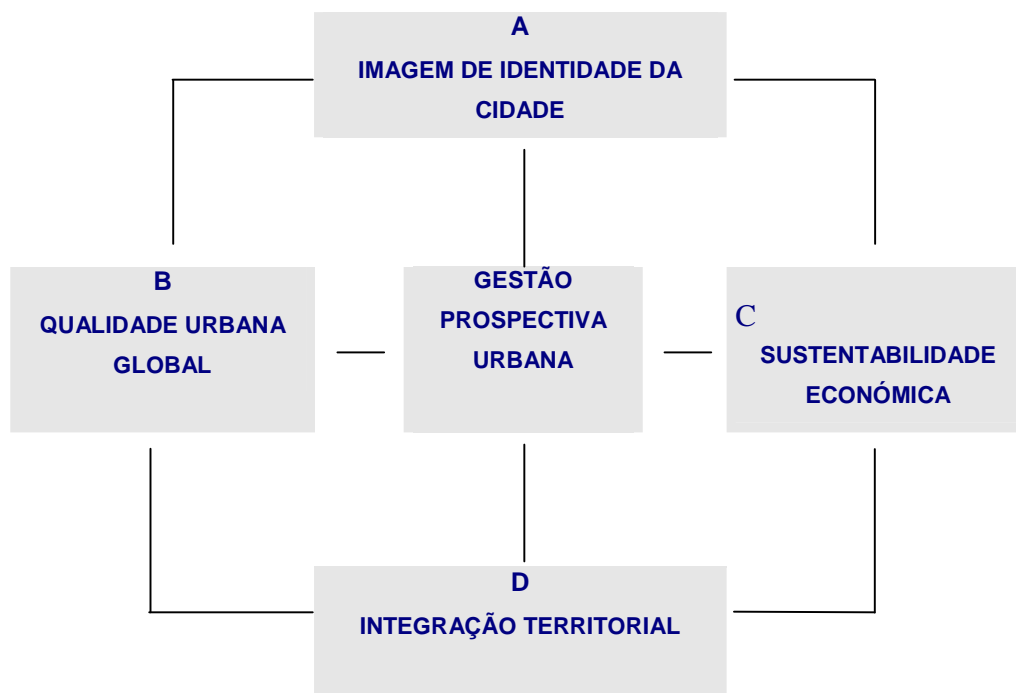 A
IMAGEM DE IDENTIDADE DA
CIDADE
B
QUALIDADE URBANA
GLOBAL
GESTÃO
PROSPECTIVA
URBANA
C
SUSTENTABILIDADE
ECONÓMICA
D
INTEGRAÇÃO TERRITORIAL